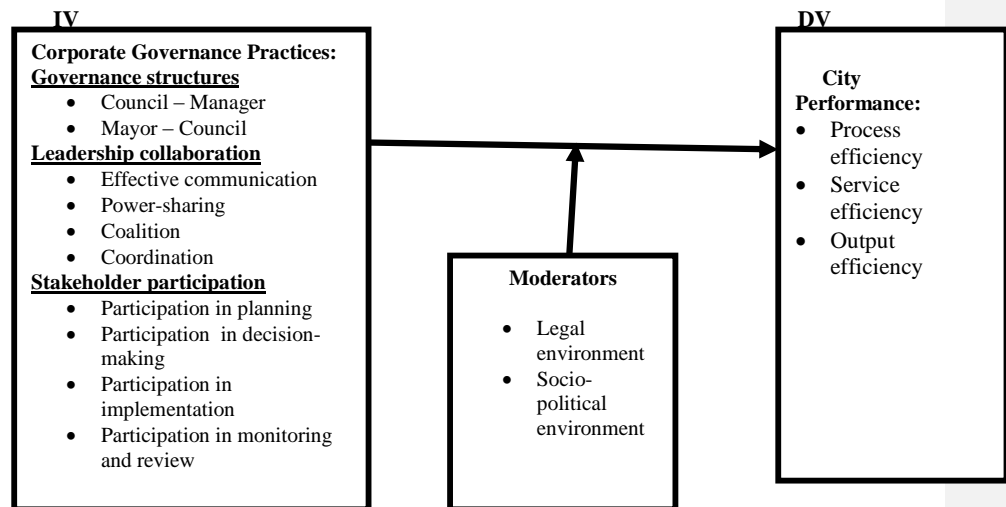 IV
Corporate Governance Practices:
Governance structures
• Council – Manager
• Mayor – Council
Leadership collaboration
• Effective communication
• Power-sharing
• Coalition
• Coordination
Stakeholder participation
• Participation in planning
• Participation in decision-
making
• Participation in
implementation
• Participation in monitoring
and review
Moderators
• Legal
environment
• Socio-
political
environment
DV
City
Performance:
• Process
efficiency
• Service
efficiency
• Output
efficiency